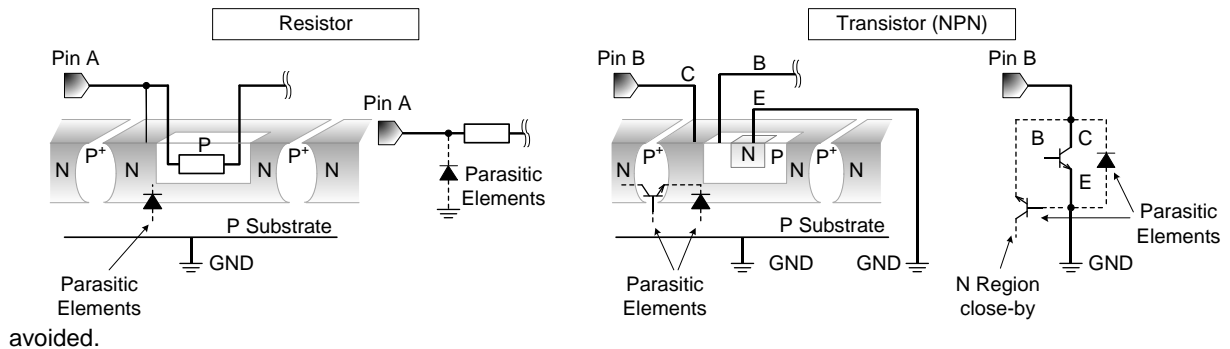 Resistor
Transistor (NPN)
Pin A
Pin B
B
Pin B
C
E
Pin A
N
P+
N
P
N
P+
N
N
P+
N
N
P
P+
N
B
C
E
Parasitic
Elements
P Substrate
P Substrate
Parasitic
Elements
GND
GND
GND
GND
Parasitic
Elements
Parasitic
Elements
N Region
close-by
avoided.